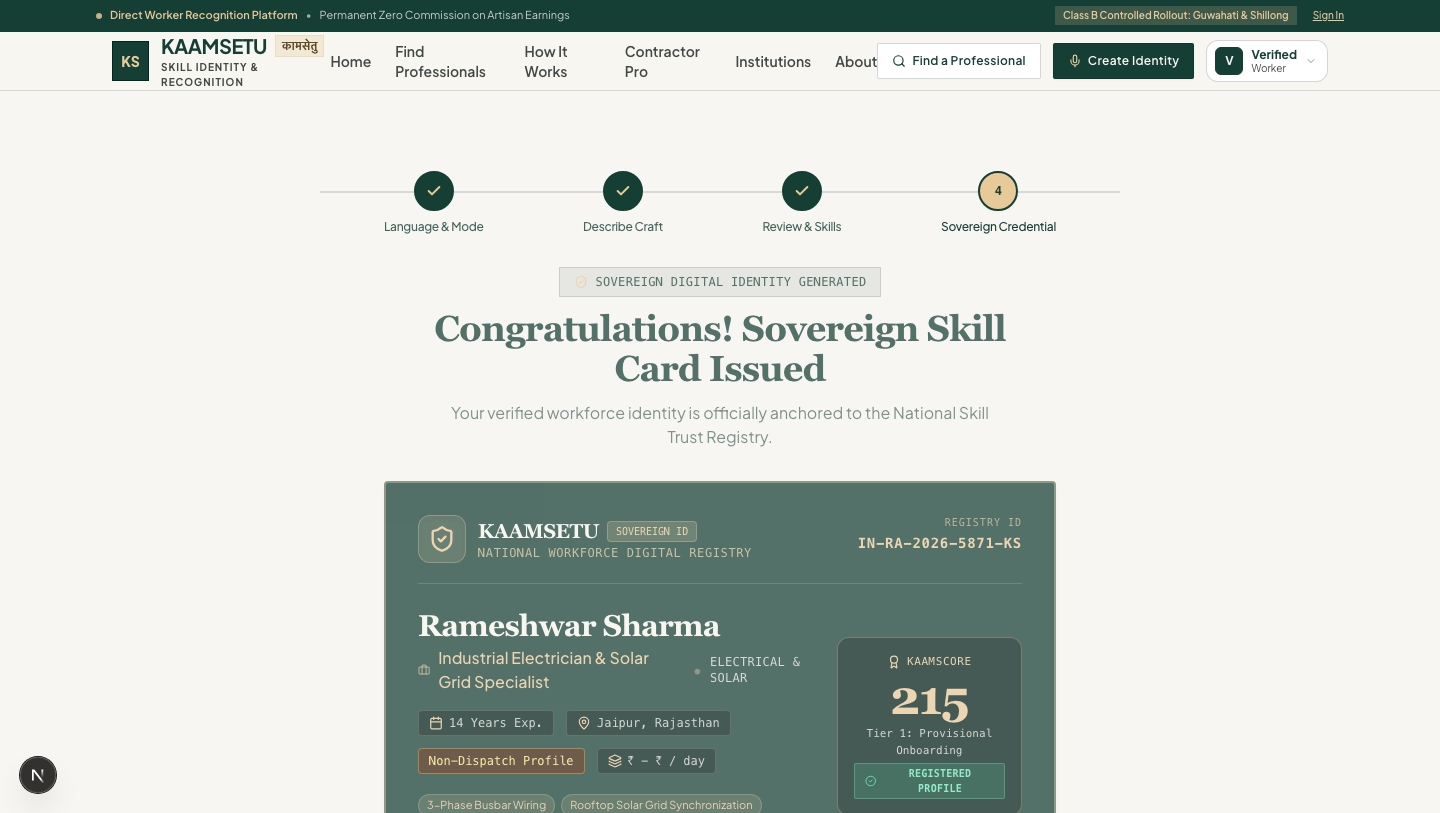 Direct Worker Recognition Platform • Permanent Zero Commission on Artisan Earnings
Class B Controlled Rollout: Guwahati & Shillong
Sign In
KS
KAAMSETU
कामसेतु
SKILL IDENTITY &
RECOGNITION
Home
Find
Professionals
How It
Works
Contractor
Pro
Institutions
About
Find a Professional
Create Identity
V
Verified
Worker
4
Language & Mode
Describe Craft
Review & Skills
Sovereign Credential
SOVEREIGN DIGITAL IDENTITY GENERATED
Congratulations! Sovereign Skill
Card Issued
Your verified workforce identity is officially anchored to the National Skill
Trust Registry.
KAAMSETU
SOVEREIGN ID
NATIONAL WORKFORCE DIGITAL REGISTRY
REGISTRY ID
IN-RA-2026-5871-KS
Rameshwar Sharma
Industrial Electrician & Solar
Grid Specialist
• ELECTRICAL &
SOLAR
14 Years Exp.
Jaipur, Rajasthan
Non-Dispatch Profile
₹ - ₹ / day
3-Phase Busbar Wiring
Rooftop Solar Grid Synchronization
KAAMSCORE
215
Tier 1: Provisional
Onboarding
REGISTERED
PROFILE
N